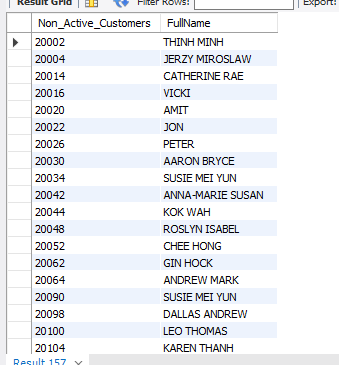 Result Grid Filter Rows: Export:
Non_Active_Customers FullName
20002 THINH MINH
20004 JERZY MIROSLAW
20014 CATHERINE RAE
20016 VICKI
20020 AMIT
20022 JON
20026 PETER
20030 AARON BRYCE
20034 SUSIE MEI YUN
20042 ANNA-MARIE SUSAN
20044 KOK WAH
20048 ROSLYN ISABEL
20052 CHEE HONG
20062 GIN HOCK
20064 ANDREW MARK
20090 SUSIE MEI YUN
20098 DALLAS ANDREW
20100 LEO THOMAS
20104 KAREN THANH
Result 157